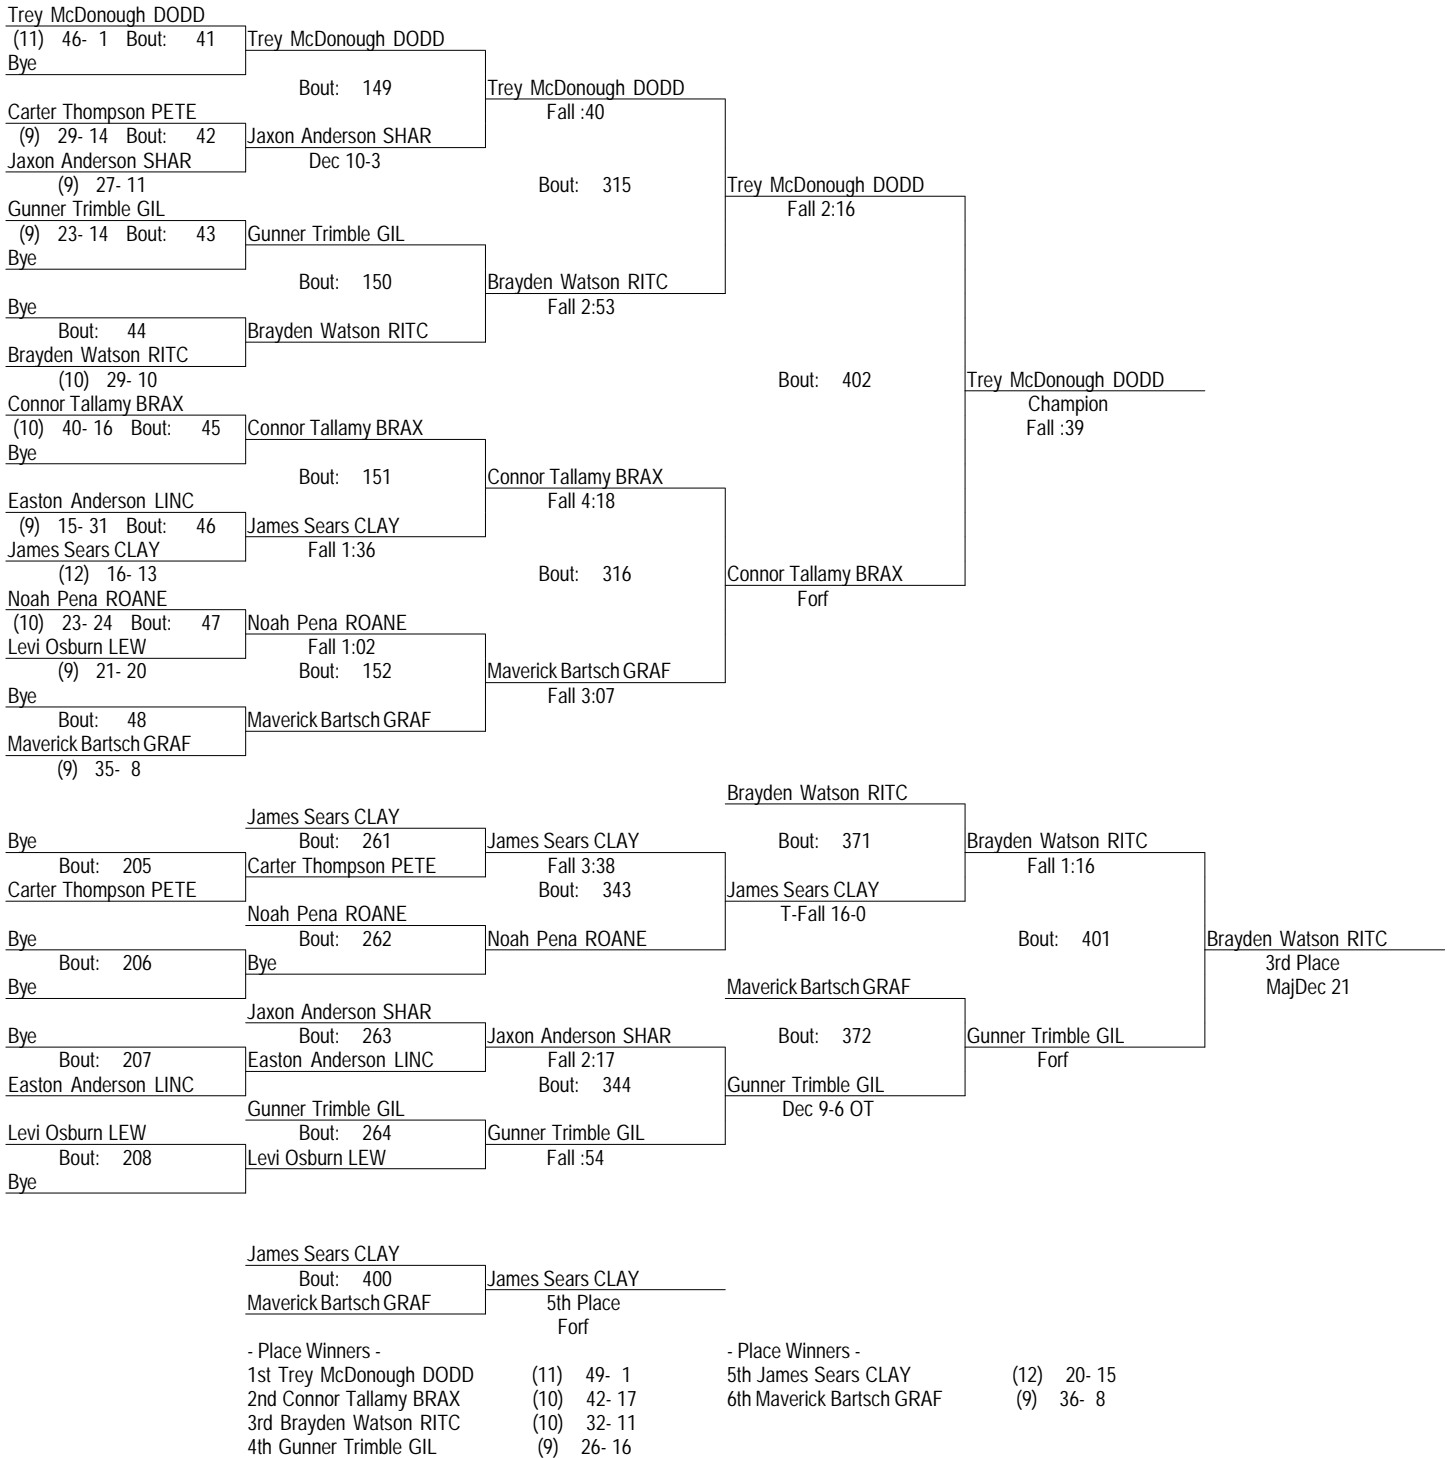 Trey McDonough DODD
(11) 46- 1 Bout: 41 Trey McDonough DODD
Bye
Bout: 149 Trey McDonough DODD
Carter Thompson PETE Fall :40
(9) 29- 14 Bout: 42 Jaxon Anderson SHAR
Jaxon Anderson SHAR Dec 10-3
(9) 27- 11 Bout: 315 Trey McDonough DODD
Gunner Trimble GIL Fall 2:16
(9) 23- 14 Bout: 43 Gunner Trimble GIL
Bye
Bout: 150 Brayden Watson RITC
Bye Fall 2:53
Bout: 44 Brayden Watson RITC
Brayden Watson RITC
(10) 29- 10 Bout: 402 Trey McDonough DODD
Connor Tallamy BRAX Champion
(10) 40- 16 Bout: 45 Connor Tallamy BRAX Fall :39
Bye
Bout: 151 Connor Tallamy BRAX
Easton Anderson LINC Fall 4:18
(9) 15- 31 Bout: 46 James Sears CLAY
James Sears CLAY Fall 1:36
(12) 16- 13 Bout: 316 Connor Tallamy BRAX
Noah Pena ROANE Forf
(10) 23- 24 Bout: 47 Noah Pena ROANE
Levi Osburn LEW Fall 1:02
(9) 21- 20 Bout: 152 Maverick Bartsch GRAF
Bye Fall 3:07
Bout: 48 Maverick Bartsch GRAF
Maverick Bartsch GRAF
(9) 35- 8
Brayden Watson RITC
James Sears CLAY
Bye Bout: 261 James Sears CLAY Bout: 371 Brayden Watson RITC
Bout: 205 Carter Thompson PETE Fall 3:38 Fall 1:16
Carter Thompson PETE Bout: 343 James Sears CLAY
Noah Pena ROANE T-Fall 16-0
Bye Bout: 262 Noah Pena ROANE Bout: 401 Brayden Watson RITC
Bout: 206 Bye 3rd Place
Bye Maverick Bartsch GRAF MajDec 21
Jaxon Anderson SHAR
Bye Bout: 263 Jaxon Anderson SHAR Bout: 372 Gunner Trimble GIL
Bout: 207 Easton Anderson LINC Fall 2:17 Forf
Easton Anderson LINC Bout: 344 Gunner Trimble GIL
Gunner Trimble GIL Dec 9-6 OT
Levi Osburn LEW Bout: 264 Gunner Trimble GIL
Bout: 208 Levi Osburn LEW Fall :54
Bye
James Sears CLAY
Bout: 400 James Sears CLAY
Maverick Bartsch GRAF 5th Place
Forf
- Place Winners - - Place Winners -
1st Trey McDonough DODD (11) 49- 1 5th James Sears CLAY (12) 20- 15
2nd Connor Tallamy BRAX (10) 42- 17 6th Maverick Bartsch GRAF (9) 36- 8
3rd Brayden Watson RITC (10) 32- 11
4th Gunner Trimble GIL (9) 26- 16